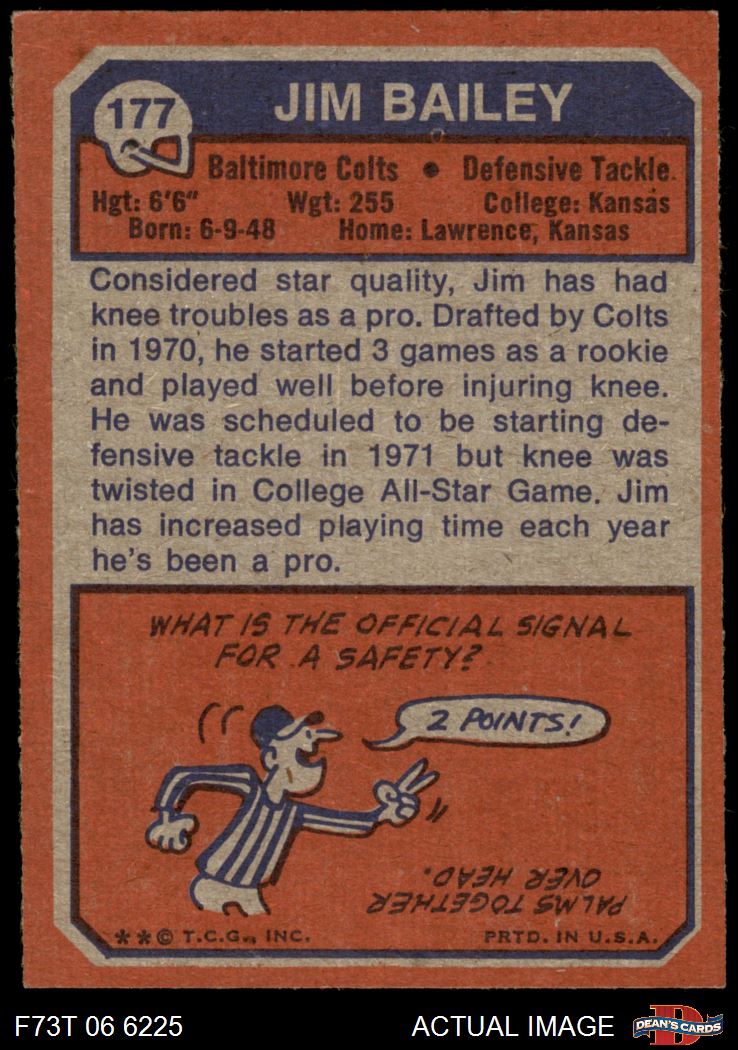 177
JIM BAILEY
Baltimore Colts • Defensive Tackle
Hgt: 6'6" Wgt: 255 College: Kansas
Born: 6-9-48 Home: Lawrence, Kansas
Considered star quality, Jim has had
knee troubles as a pro. Drafted by Colts
in 1970, he started 3 games as a rookie
and played well before injuring knee.
He was scheduled to be starting de-
fensive tackle in 1971 but knee was
twisted in College All-Star Game. Jim
has increased playing time each year
he's been a pro.
WHAT IS THE OFFICIAL SIGNAL
FOR A SAFETY?
2 POINTS!
PALMS TOGETHER
OVER HEAD.
**© T.C.G., INC. PRTD. IN U.S.A.
F73T 06 6225 ACTUAL IMAGE
D
DEAN'S CARDS